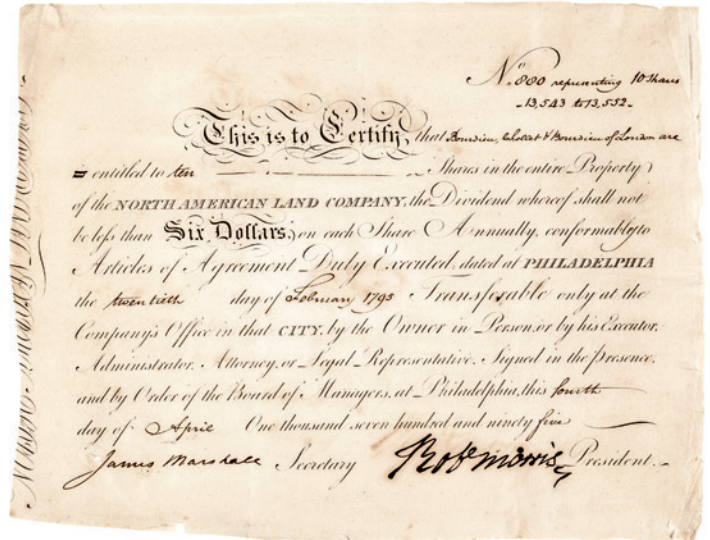 No. 880 representing 10 Shares
13,543 to 13,552
This is to Certify, that Bourdieu, Chollet & Bourdieu of London are
entitled to ten Shares in the entire Property
of the NORTH AMERICAN LAND COMPANY, the Dividend whereof shall not
be less than Six Dollars, on each Share Annually, conformably to
Articles of Agreement Duly Executed, dated at PHILADELPHIA
the twentieth day of February 1795 Transferable only at the
Company's Office in that CITY, by the Owner in Person, or by his Executor,
Administrator, Attorney, or Legal Representative. Signed in the presence,
and by Order of the Board of Managers, at Philadelphia, this fourth
day of April One thousand seven hundred and ninety five
James Marshall Secretary Robt Morris, President.